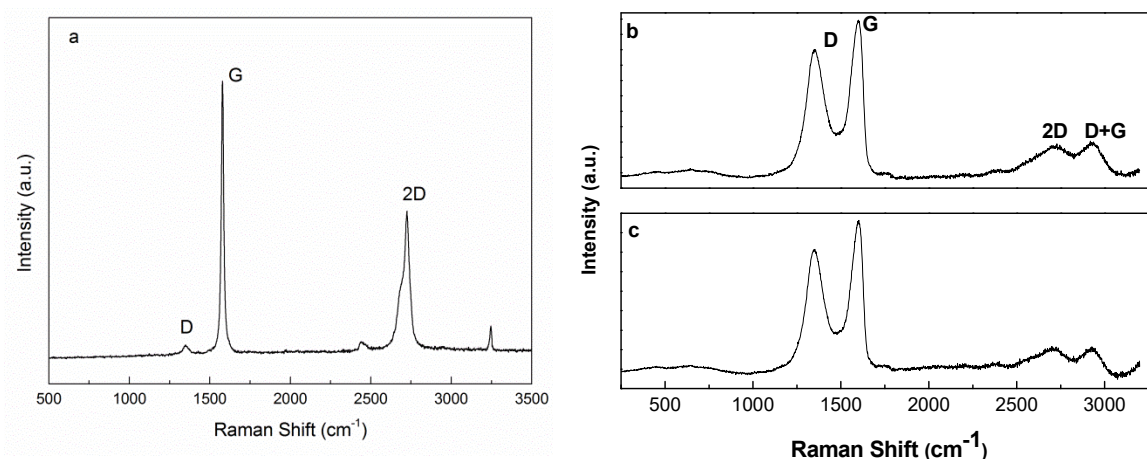 a
G
2D
D
Intensity (a.u.)
500 1000 1500 2000 2500 3000 3500
Raman Shift (cm-1)
b
D
G
2D D+G
c
Intensity (a.u.)
500 1000 1500 2000 2500 3000
Raman Shift (cm-1)